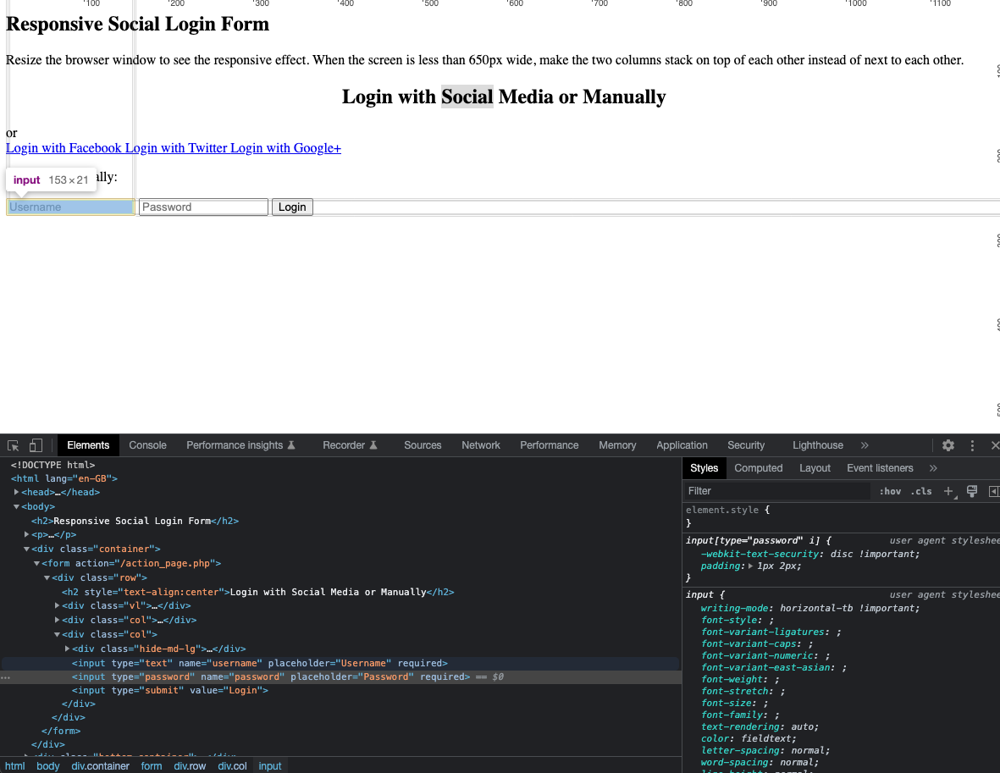 '100 '200 '300 '400 '500 '600 '700 '800 '900 '1000 '1100
Responsive Social Login Form
Resize the browser window to see the responsive effect. When the screen is less than 650px wide, make the two columns stack on top of each other instead of next to each other.
Login with Social Media or Manually
or
Login with Facebook Login with Twitter Login with Google+
ally:
input 153 × 21
Username Password Login
Elements Console Performance insights Recorder Sources Network Performance Memory Application Security Lighthouse »
<!DOCTYPE html>
<html lang="en-GB">
<head>…</head>
<body>
<h2>Responsive Social Login Form</h2>
<p>…</p>
<div class="container">
<form action="/action_page.php">
<div class="row">
<h2 style="text-align:center">Login with Social Media or Manually</h2>
<div class="vl">…</div>
<div class="col">…</div>
<div class="col">
<div class="hide-md-lg">…</div>
<input type="text" name="username" placeholder="Username" required>
<input type="password" name="password" placeholder="Password" required> == $0
<input type="submit" value="Login">
</div>
</div>
</form>
</div>
html body div.container form div.row div.col input
Styles Computed Layout Event listeners »
Filter :hov .cls +
element.style {
}
input[type="password" i] { user agent styleshee
-webkit-text-security: disc !important;
padding: 1px 2px;
}
input { user agent styleshee
writing-mode: horizontal-tb !important;
font-style: ;
font-variant-ligatures: ;
font-variant-caps: ;
font-variant-numeric: ;
font-variant-east-asian: ;
font-weight: ;
font-stretch: ;
font-size: ;
font-family: ;
text-rendering: auto;
color: fieldtext;
letter-spacing: normal;
word-spacing: normal;